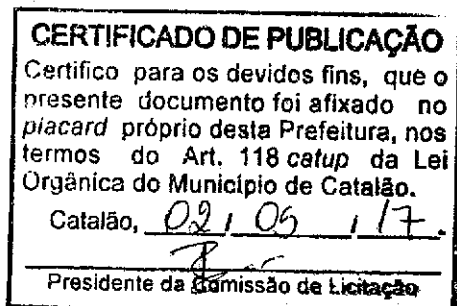 CERTIFICADO DE PUBLICAÇÃO
Certifico para os devidos fins, que o
presente documento foi afixado no
placard próprio desta Prefeitura, nos
termos do Art. 118 catup da Lei
Orgânica do Município de Catalão.
Catalão, 02 / 05 / 17.
Presidente da Comissão de Licitação